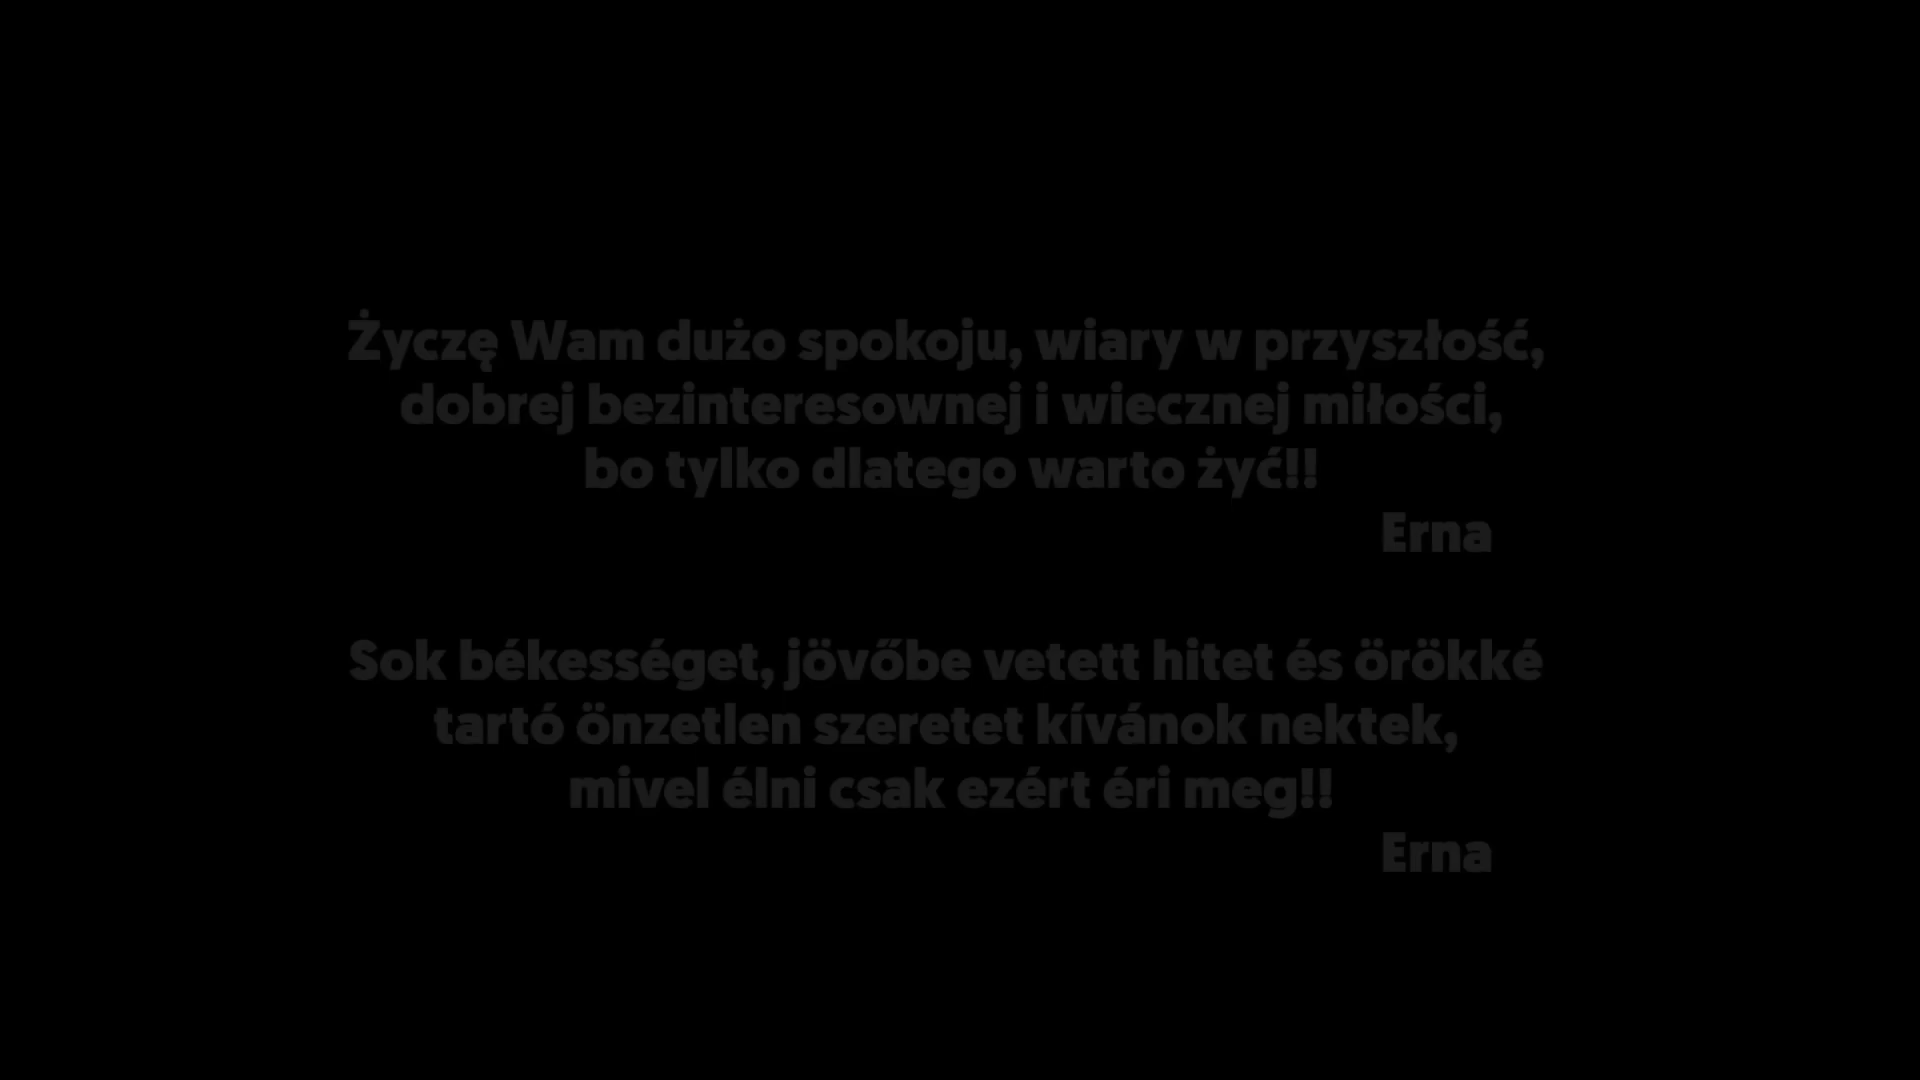 Życzę Wam dużo spokoju, wiary w przyszłość,
dobrej bezinteresownej i wiecznej miłości,
bo tylko dlatego warto żyć!!
Erna
Sok békességet, jövőbe vetett hitet és örökké
tartó önzetlen szeretet kívánok nektek,
mivel élni csak ezért éri meg!!
Erna